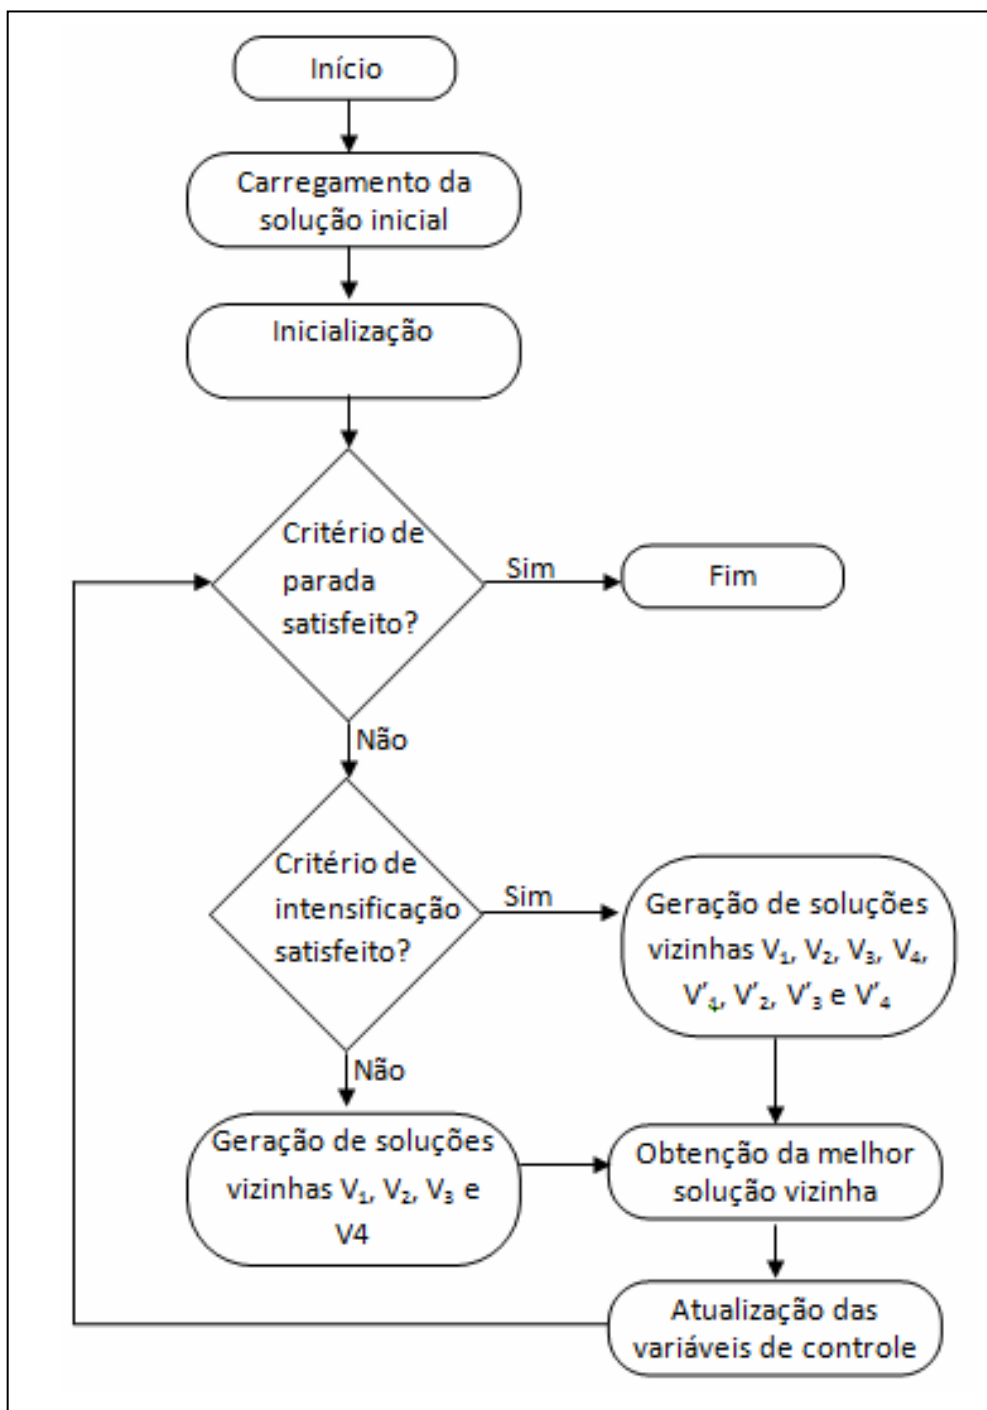 Início
Carregamento da
solução inicial
Inicialização
Critério de
parada
satisfeito?
Sim
Fim
Não
Critério de
intensificação
satisfeito?
Sim
Geração de soluções
vizinhas V₁, V₂, V₃, V₄,
V’₁, V’₂, V’₃ e V’₄
Não
Geração de soluções
vizinhas V₁, V₂, V₃ e
V4
Obtenção da melhor
solução vizinha
Atualização das
variáveis de controle